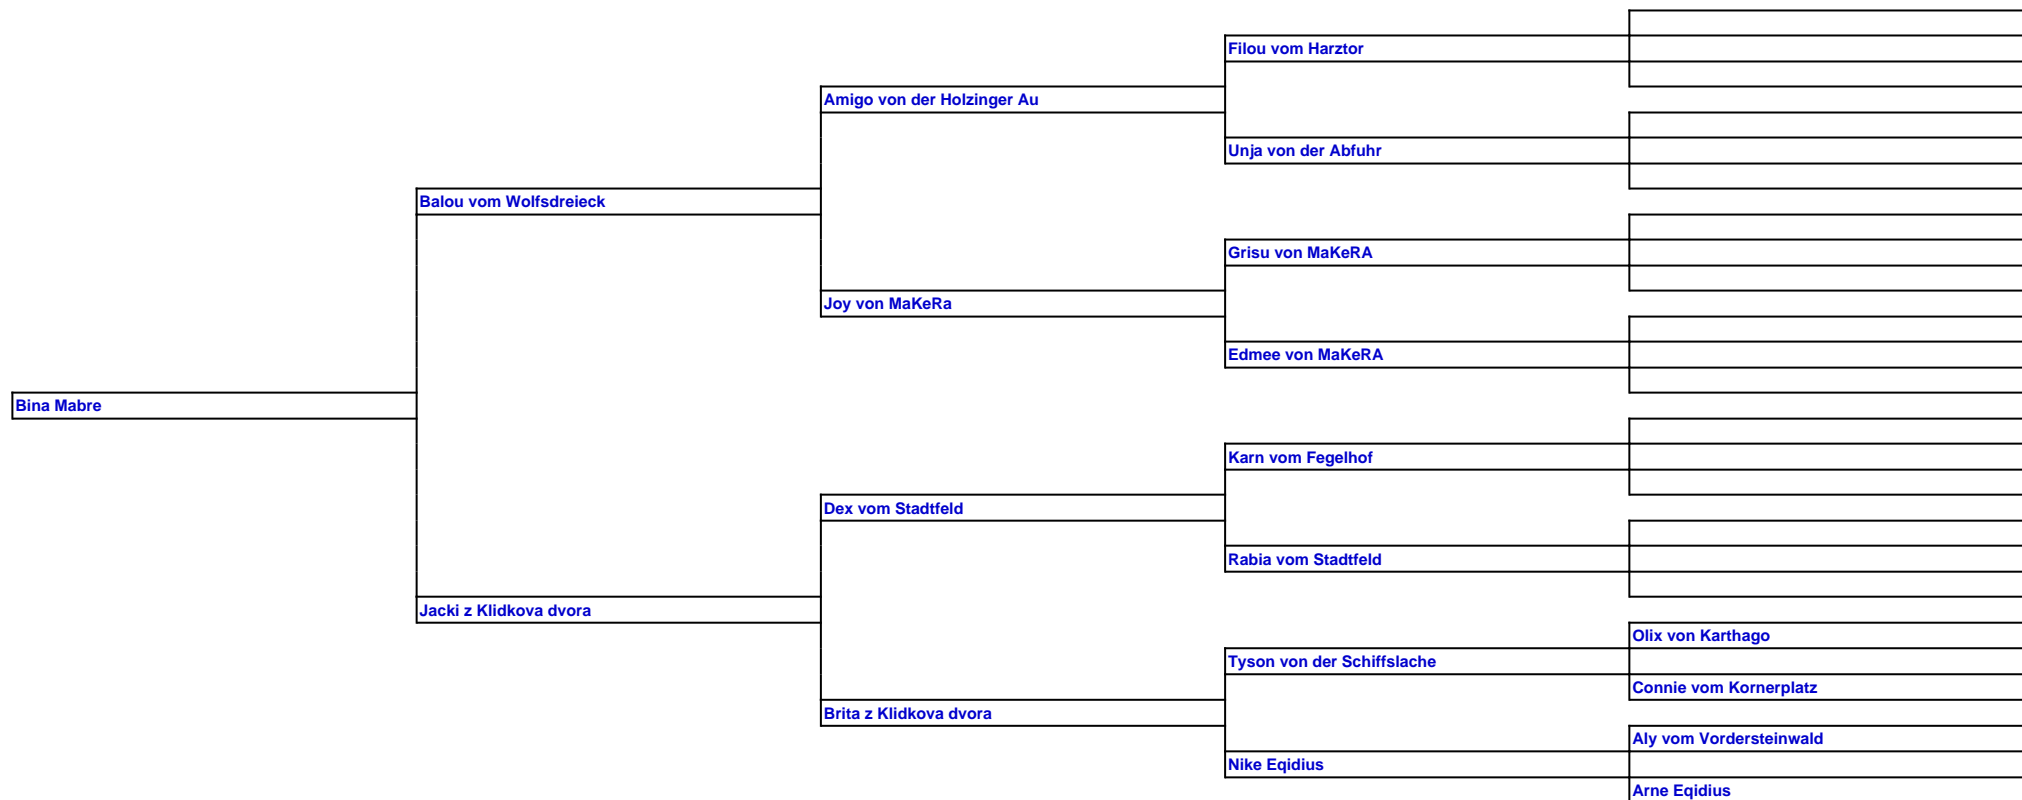 Filou vom Harztor
Amigo von der Holzinger Au
Unja von der Abfuhr
Balou vom Wolfsdreieck
Grisu von MaKeRA
Joy von MaKeRa
Edmee von MaKeRA
Bina Mabre
Karn vom Fegelhof
Dex vom Stadtfeld
Rabia vom Stadtfeld
Jacki z Klidkova dvora
Olix von Karthago
Tyson von der Schiffslache
Connie vom Kornerplatz
Brita z Klidkova dvora
Aly vom Vordersteinwald
Nike Eqidius
Arne Eqidius